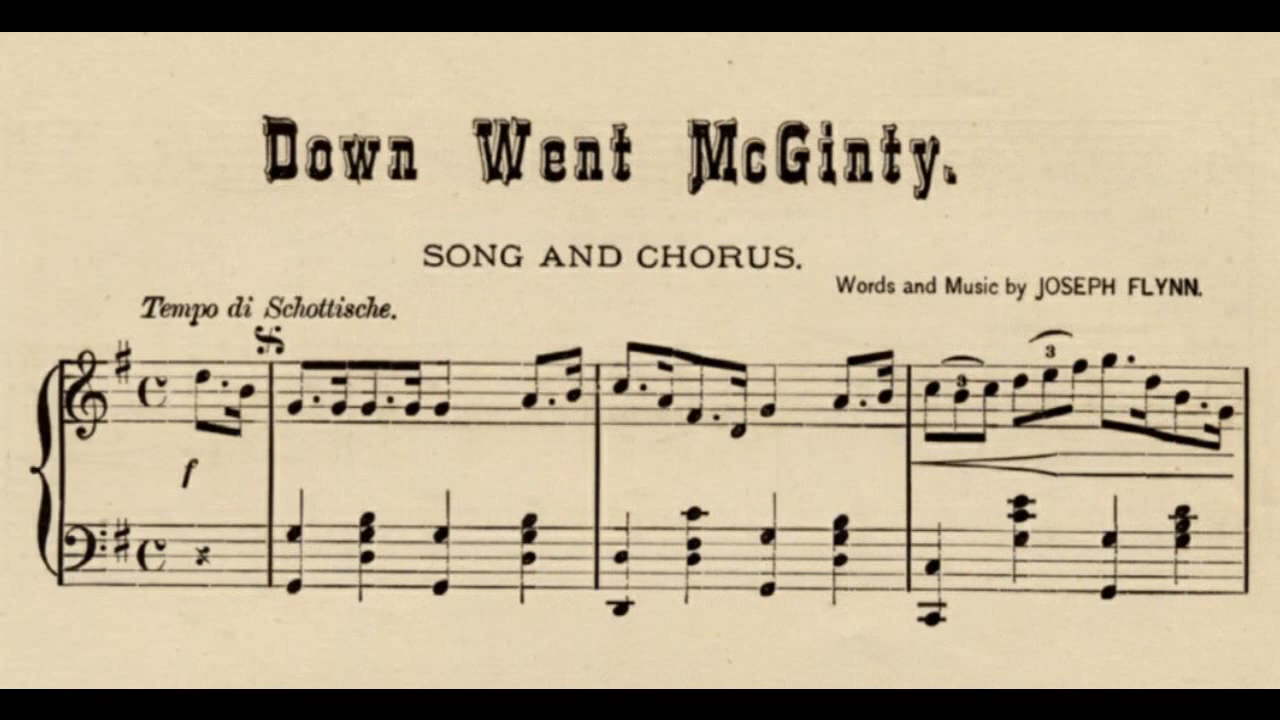 Down Went McGinty.
SONG AND CHORUS.
Words and Music by JOSEPH FLYNN.
Tempo di Schottische.
3
3
f